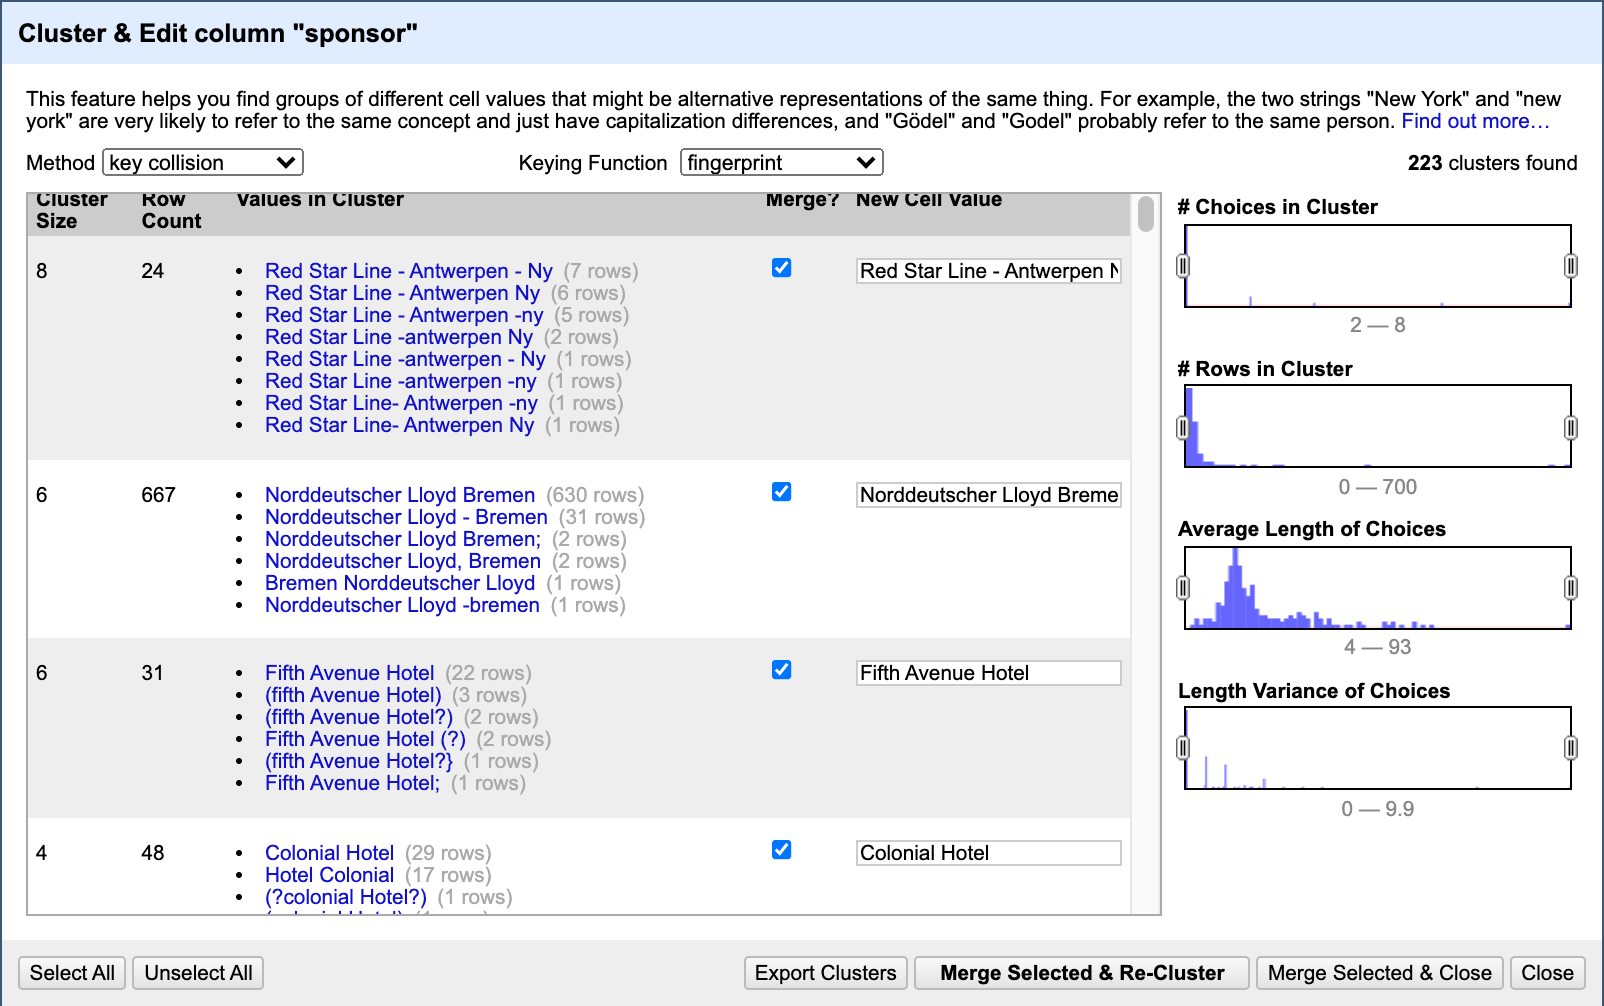 Cluster & Edit column "sponsor"
This feature helps you find groups of different cell values that might be alternative representations of the same thing. For example, the two strings "New York" and "new
york" are very likely to refer to the same concept and just have capitalization differences, and "Gödel" and "Godel" probably refer to the same person. Find out more…
Method key collision Keying Function fingerprint 223 clusters found
Cluster Size Row Count Values in Cluster Merge? New Cell Value
8 24 • Red Star Line - Antwerpen - Ny (7 rows) Red Star Line - Antwerpen N
• Red Star Line - Antwerpen Ny (6 rows)
• Red Star Line - Antwerpen -ny (5 rows)
• Red Star Line -antwerpen Ny (2 rows)
• Red Star Line -antwerpen - Ny (1 rows)
• Red Star Line -antwerpen -ny (1 rows)
• Red Star Line- Antwerpen -ny (1 rows)
• Red Star Line- Antwerpen Ny (1 rows)
6 667 • Norddeutscher Lloyd Bremen (630 rows) Norddeutscher Lloyd Breme
• Norddeutscher Lloyd - Bremen (31 rows)
• Norddeutscher Lloyd Bremen; (2 rows)
• Norddeutscher Lloyd, Bremen (2 rows)
• Bremen Norddeutscher Lloyd (1 rows)
• Norddeutscher Lloyd -bremen (1 rows)
6 31 • Fifth Avenue Hotel (22 rows) Fifth Avenue Hotel
• (fifth Avenue Hotel) (3 rows)
• (fifth Avenue Hotel?) (2 rows)
• Fifth Avenue Hotel (?) (2 rows)
• (fifth Avenue Hotel?} (1 rows)
• Fifth Avenue Hotel; (1 rows)
4 48 • Colonial Hotel (29 rows) Colonial Hotel
• Hotel Colonial (17 rows)
• (?colonial Hotel?) (1 rows)
# Choices in Cluster
2 — 8
# Rows in Cluster
0 — 700
Average Length of Choices
4 — 93
Length Variance of Choices
0 — 9.9
Select All Unselect All Export Clusters Merge Selected & Re-Cluster Merge Selected & Close Close